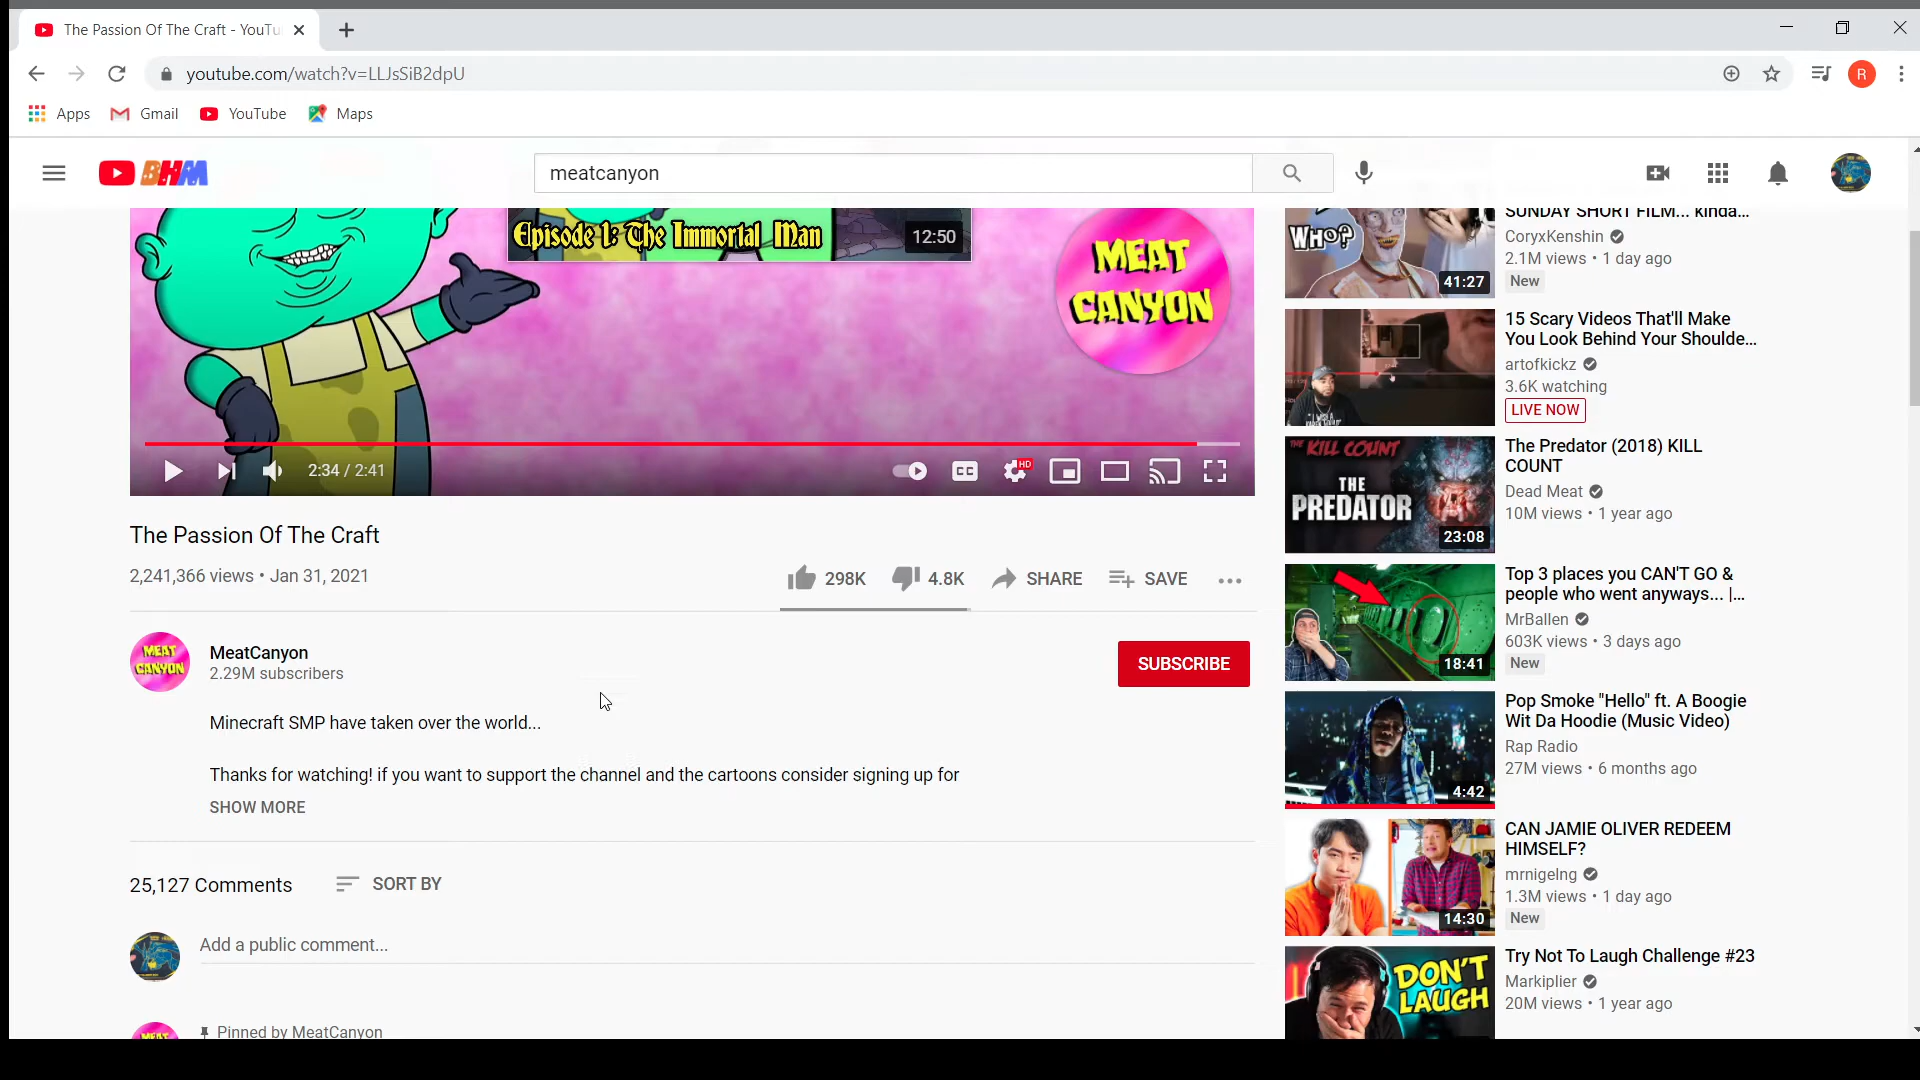 The Passion Of The Craft - YouTu
youtube.com/watch?v=LLJsSiB2dpU
R
Apps
Gmail
YouTube
Maps
BHM
meatcanyon
Episode 1: The Immortal Man
12:50
MEAT
CANYON
2:34 / 2:41
CC
HD
The Passion Of The Craft
2,241,366 views • Jan 31, 2021
298K
4.8K
SHARE
SAVE
MEAT
CANYON
MeatCanyon
2.29M subscribers
SUBSCRIBE
Minecraft SMP have taken over the world...
Thanks for watching! if you want to support the channel and the cartoons consider signing up for
SHOW MORE
25,127 Comments
SORT BY
Add a public comment...
Pinned by MeatCanyon
WHO?
41:27
SUNDAY SHORT FILM... kinda...
CoryxKenshin
2.1M views • 1 day ago
New
15 Scary Videos That'll Make
You Look Behind Your Shoulde...
artofkickz
3.6K watching
LIVE NOW
THE KILL COUNT
THE
PREDATOR
23:08
The Predator (2018) KILL
COUNT
Dead Meat
10M views • 1 year ago
18:41
Top 3 places you CAN'T GO &
people who went anyways... |...
MrBallen
603K views • 3 days ago
New
4:42
Pop Smoke "Hello" ft. A Boogie
Wit Da Hoodie (Music Video)
Rap Radio
27M views • 6 months ago
14:30
CAN JAMIE OLIVER REDEEM
HIMSELF?
mrnigelng
1.3M views • 1 day ago
New
DON'T
LAUGH
Try Not To Laugh Challenge #23
Markiplier
20M views • 1 year ago